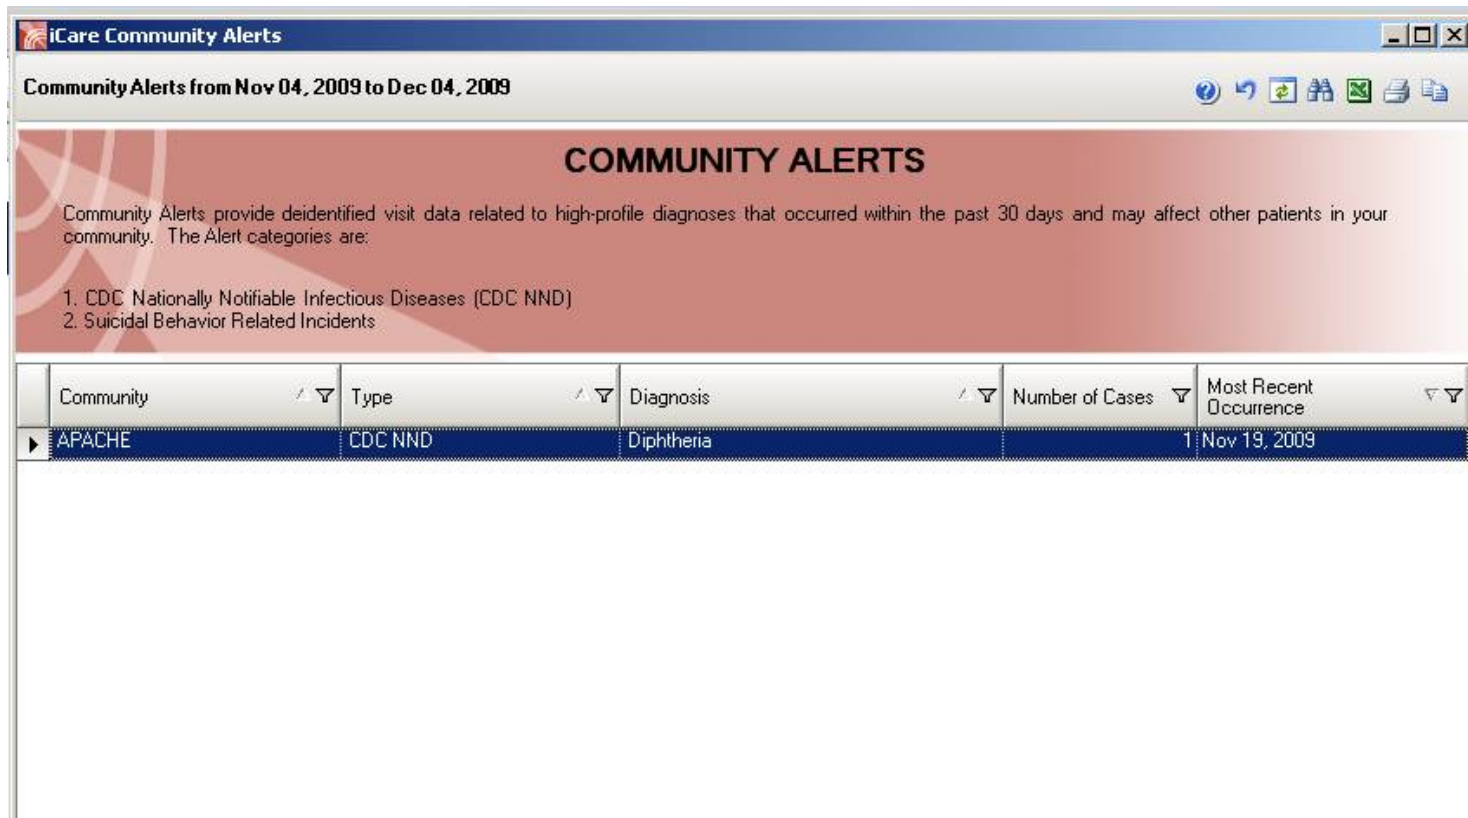 iCare Community Alerts
Community Alerts from Nov 04, 2009 to Dec 04, 2009
COMMUNITY ALERTS
Community Alerts provide deidentified visit data related to high-profile diagnoses that occurred within the past 30 days and may affect other patients in your
community. The Alert categories are:
1. CDC Nationally Notifiable Infectious Diseases (CDC NND)
2. Suicidal Behavior Related Incidents
Community Type Diagnosis Number of Cases Most Recent
Occurrence
APACHE CDC NND Diphtheria 1 Nov 19, 2009